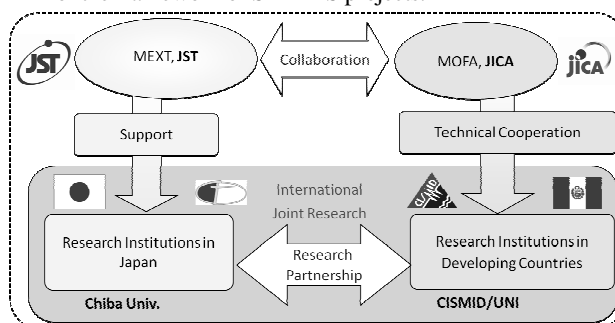 JST
MEXT, JST
Collaboration
MOFA, JICA
jICA
Support
Technical Cooperation
International
Joint Research
Research Institutions in
Japan
Research
Partnership
Research Institutions in
Developing Countries
Chiba Univ.
CISMID/UNI